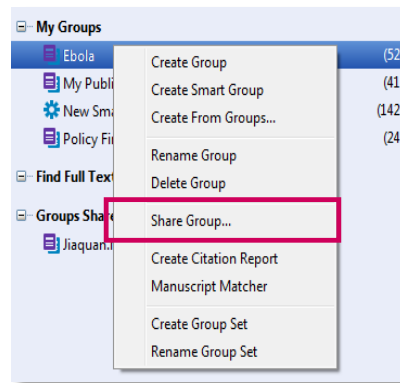 My Groups
Ebola (52
Create Group
My Publi (41
Create Smart Group
New Sma (142
Create From Groups...
Policy Fi (24
Rename Group
Find Full Text
Delete Group
Groups Share
Share Group...
Jiaquan.
Create Citation Report
Manuscript Matcher
Create Group Set
Rename Group Set